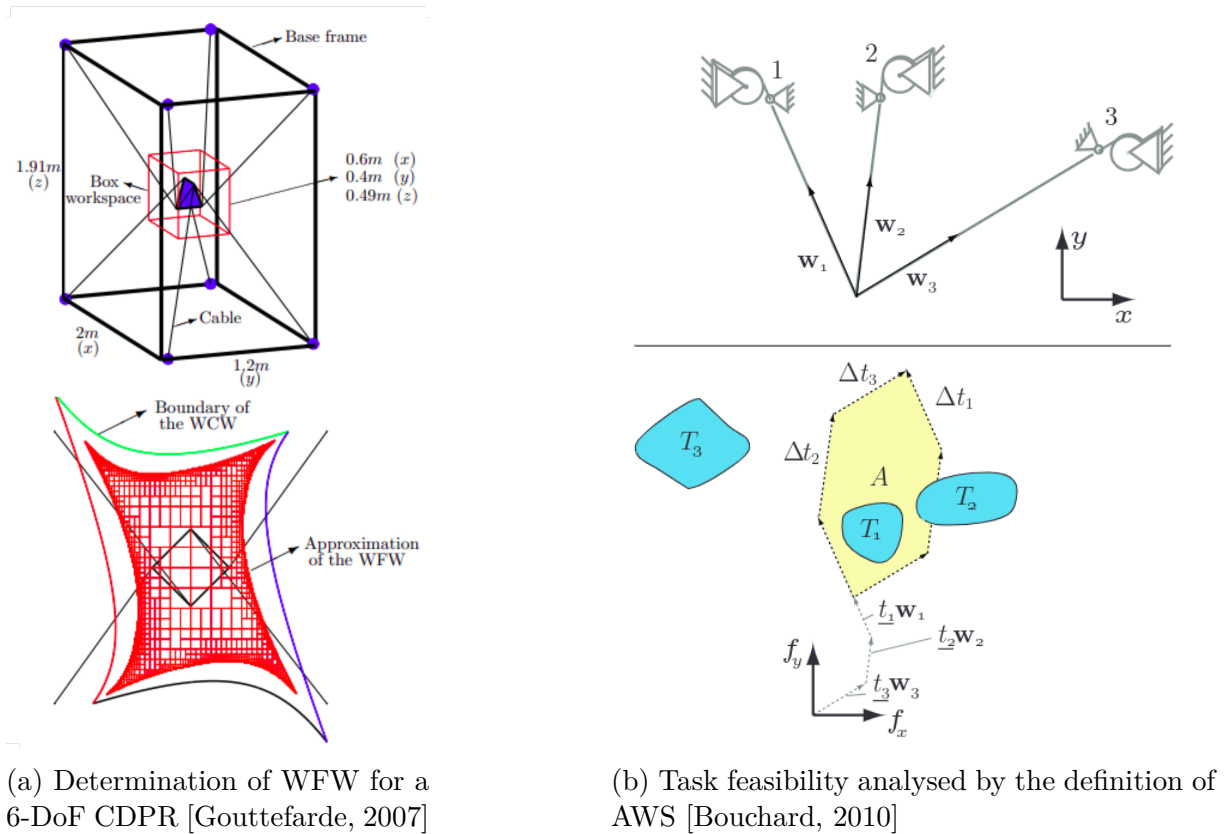 Base frame
1.91m
(z)
Box
workspace
0.6m (x)
0.4m (y)
0.49m (z)
Cable
2m
(x)
1,2m
(y)
Boundary of
the WCW
Approximation
of the WFW
1
2
3
w₁
w₂
w₃
y
x
Δt₃
Δt₁
Δt₂
A
T₃
T₂
T₁
t₁w₁
t₂w₂
t₃w₃
f_y
f_x
(a) Determination of WFW for a
6-DoF CDPR [Gouttefarde, 2007]
(b) Task feasibility analysed by the definition of
AWS [Bouchard, 2010]